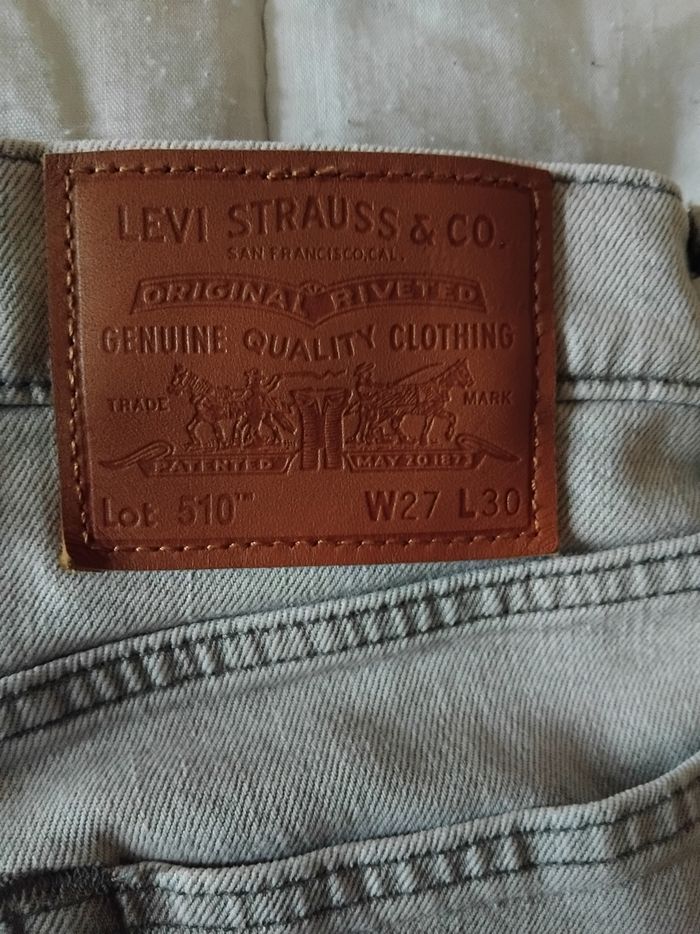 LEVI STRAUSS & CO.
SAN FRANCISCO, CAL.
ORIGINAL RIVETED
GENUINE QUALITY CLOTHING
TRADE MARK
PATENTED MAY 20 1873
Lot 510™ W27 L30